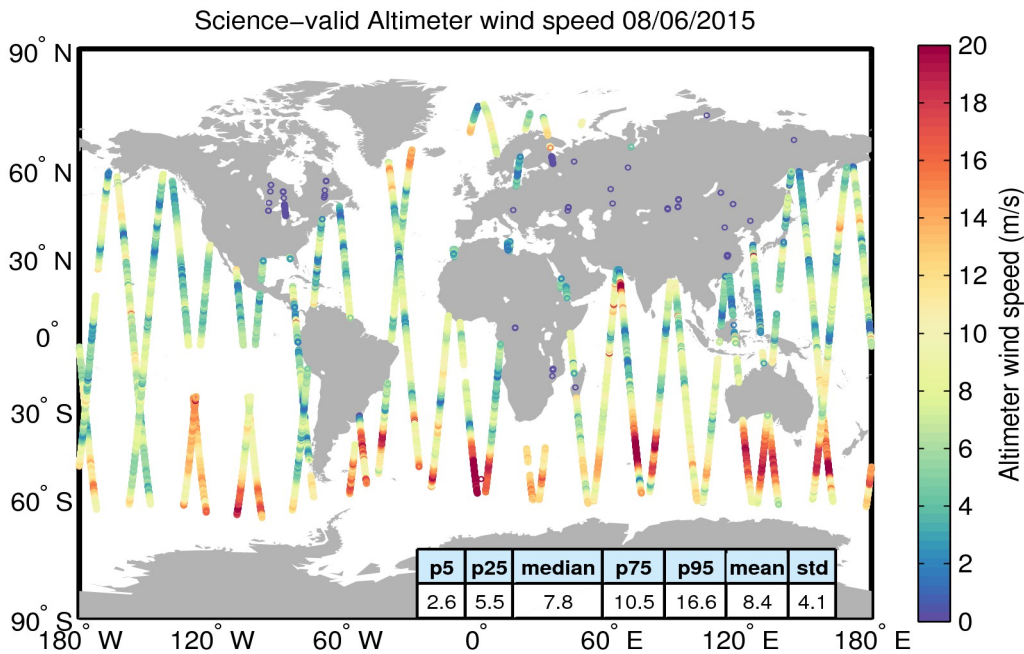 Science−valid Altimeter wind speed 08/06/2015
90° N
60° N
30° N
0°
30° S
60° S
90° S
180° W
120° W
60° W
0°
60° E
120° E
180° E
p5 p25 median p75 p95 mean std
2.6 5.5 7.8 10.5 16.6 8.4 4.1
20
18
16
14
12
10
8
6
4
2
0
Altimeter wind speed (m/s)